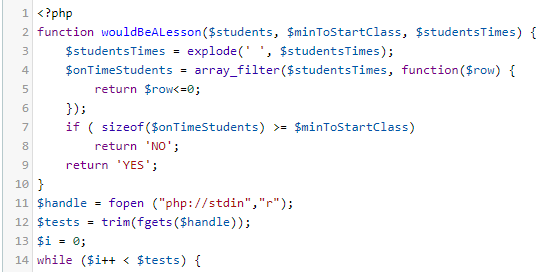 1 <?php
2 function wouldBeALesson($students, $minToStartClass, $studentsTimes) {
3 $studentsTimes = explode(' ', $studentsTimes);
4 $onTimeStudents = array_filter($studentsTimes, function($row) {
5 return $row<=0;
6 });
7 if ( sizeof($onTimeStudents) >= $minToStartClass)
8 return 'NO';
9 return 'YES';
10 }
11 $handle = fopen ("php://stdin","r");
12 $tests = trim(fgets($handle));
13 $i = 0;
14 while ($i++ < $tests) {